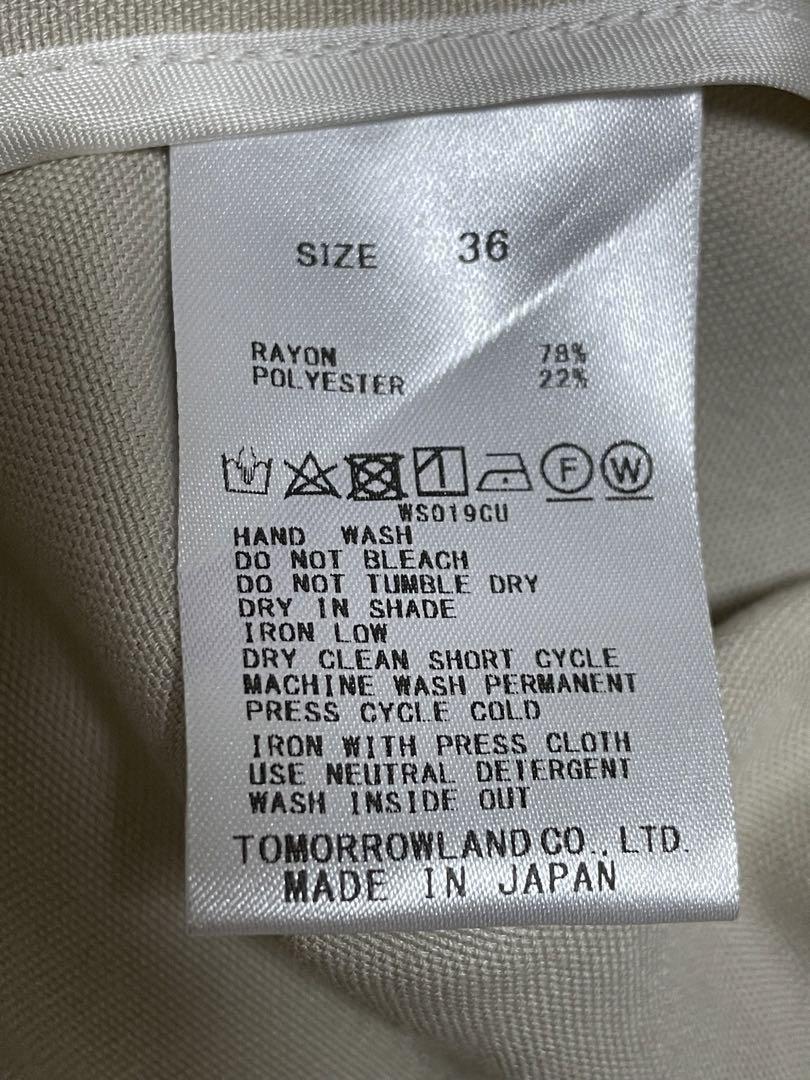 SIZE 36
RAYON 78%
POLYESTER 22%
F W
WS019CU
HAND WASH
DO NOT BLEACH
DO NOT TUMBLE DRY
DRY IN SHADE
IRON LOW
DRY CLEAN SHORT CYCLE
MACHINE WASH PERMANENT
PRESS CYCLE COLD
IRON WITH PRESS CLOTH
USE NEUTRAL DETERGENT
WASH INSIDE OUT
TOMORROWLAND CO., LTD.
MADE IN JAPAN